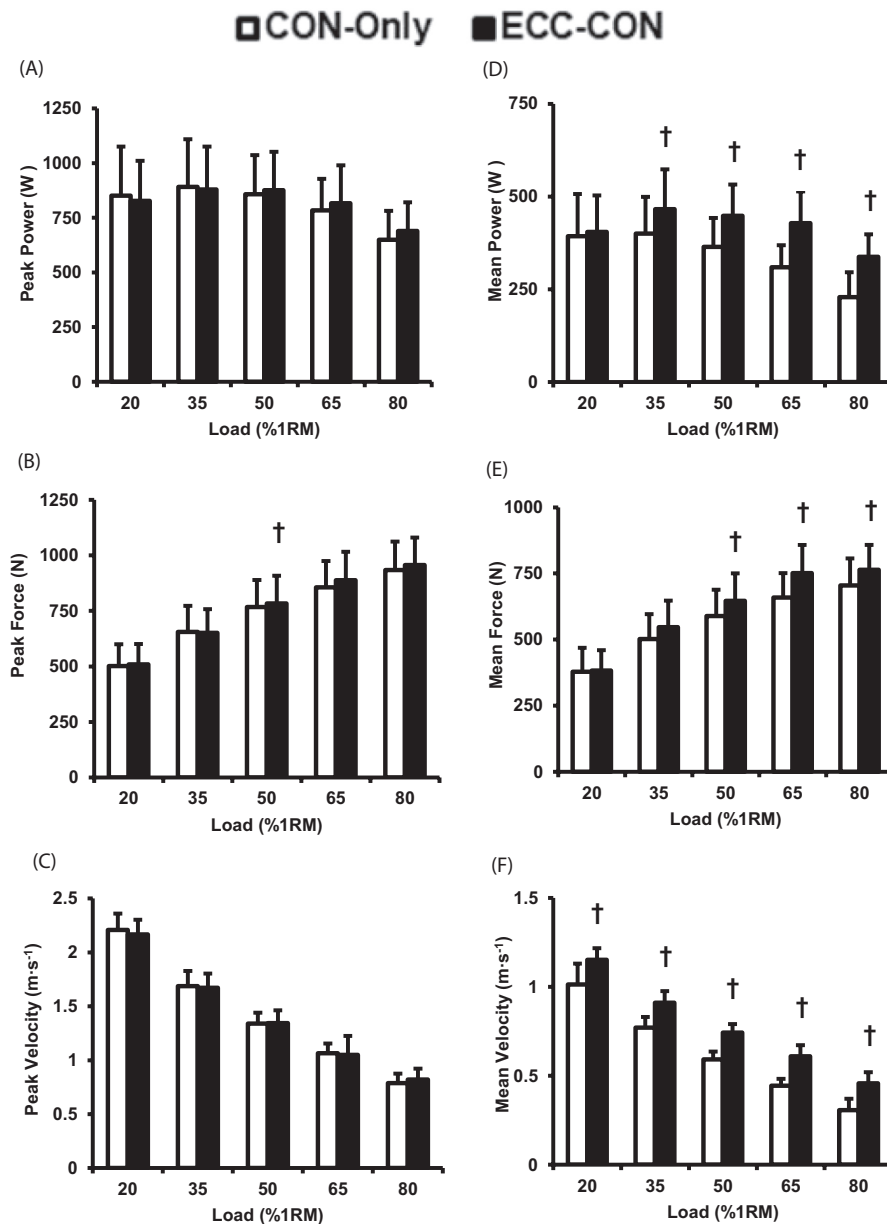 CON-Only ECC-CON
(A)
Peak Power (W)
1250
1000
750
500
250
0
20 35 50 65 80
Load (%1RM)
(B)
Peak Force (N)
1250
1000
750
500
250
0
†
20 35 50 65 80
Load (%1RM)
(C)
Peak Velocity (m·s⁻¹)
2.5
2
1.5
1
0.5
0
20 35 50 65 80
Load (%1RM)
(D)
Mean Power (W )
750
500
250
0
† † † †
20 35 50 65 80
Load (%1RM)
(E)
Mean Force (N)
1000
750
500
250
0
† † †
20 35 50 65 80
Load (%1RM)
(F)
Mean Velocity (m·s⁻¹)
1.5
1
0.5
0
† † † † †
20 35 50 65 80
Load (%1RM)